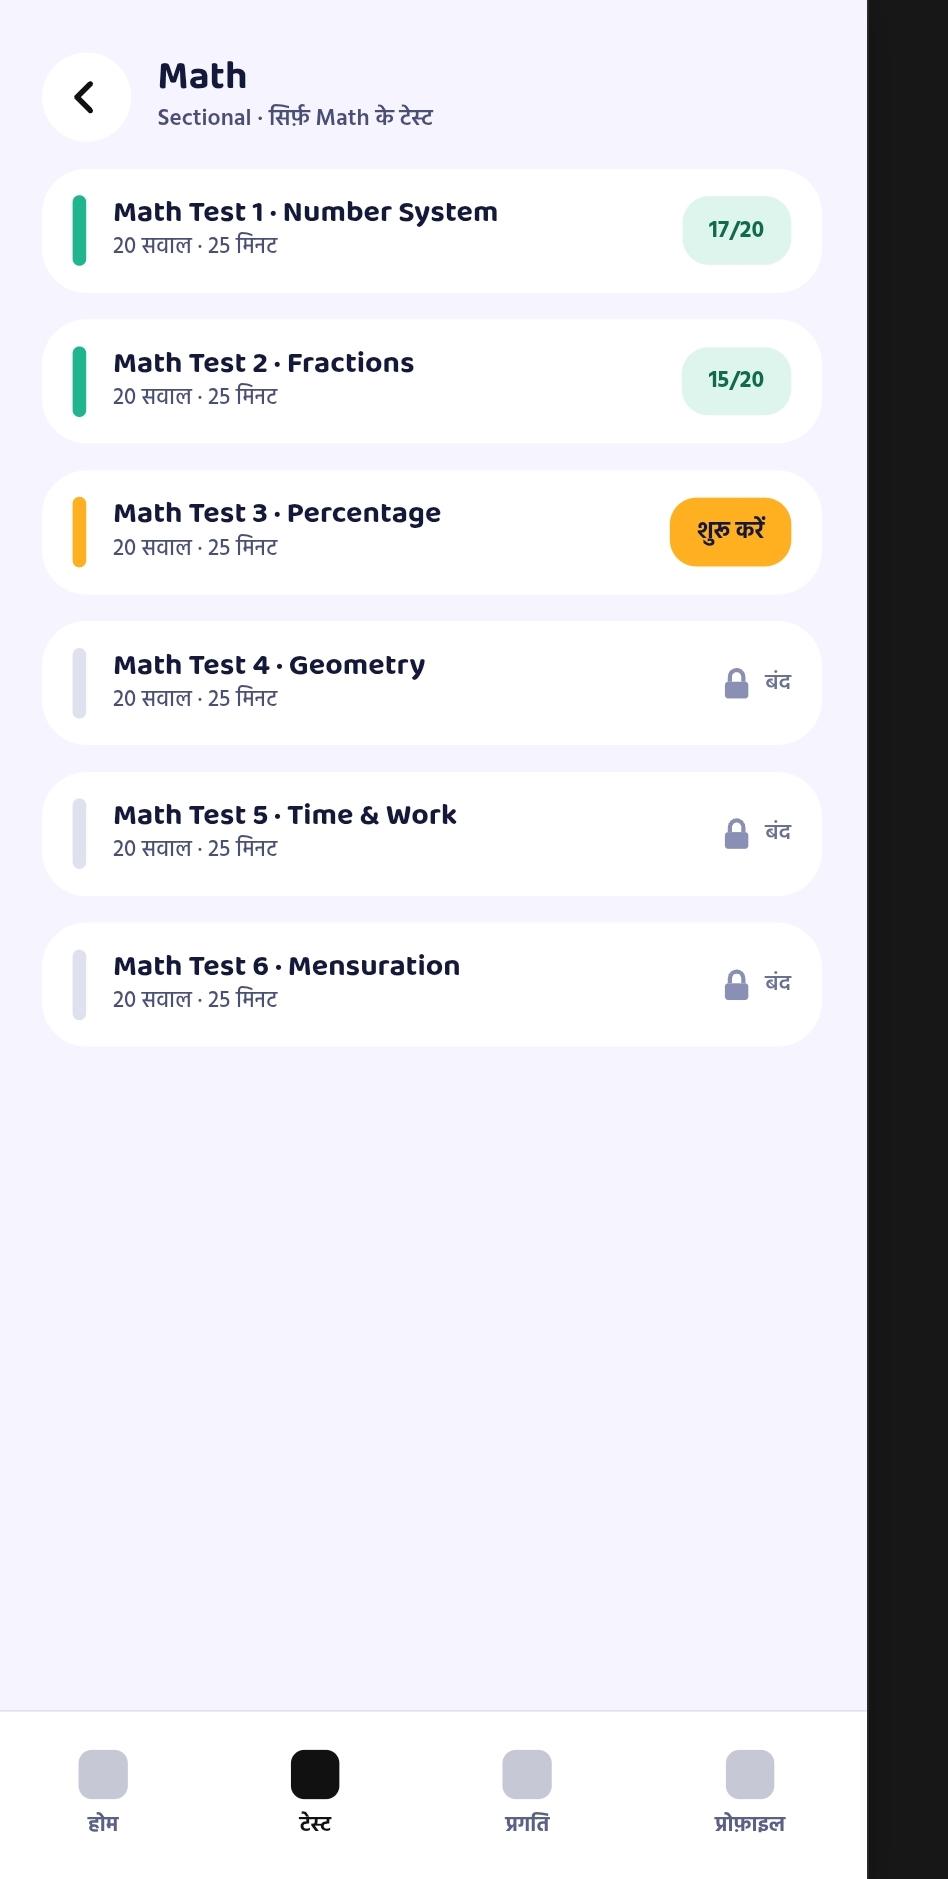 Math
Sectional · सिर्फ़ Math के टेस्ट
Math Test 1 · Number System
20 सवाल · 25 मिनट
17/20
Math Test 2 · Fractions
20 सवाल · 25 मिनट
15/20
Math Test 3 · Percentage
20 सवाल · 25 मिनट
शुरू करें
Math Test 4 · Geometry
20 सवाल · 25 मिनट
बंद
Math Test 5 · Time & Work
20 सवाल · 25 मिनट
बंद
Math Test 6 · Mensuration
20 सवाल · 25 मिनट
बंद
होम
टेस्ट
प्रगति
प्रोफ़ाइल